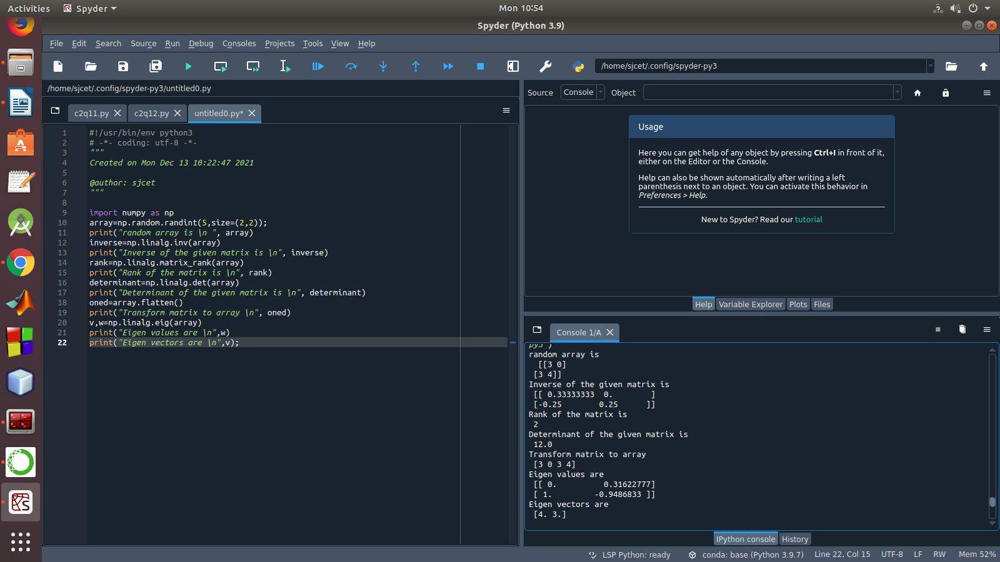 Activities Spyder Mon 10:54
Spyder (Python 3.9)
File Edit Search Source Run Debug Consoles Projects Tools View Help
/home/sjcet/.config/spyder-py3
/home/sjcet/.config/spyder-py3/untitled0.py
c2q11.py c2q12.py untitled0.py*
1 #!/usr/bin/env python3
2 # -*- coding: utf-8 -*-
3 """
4 Created on Mon Dec 13 10:22:47 2021
5
6 @author: sjcet
7 """
8
9 import numpy as np
10 array=np.random.randint(5,size=(2,2));
11 print("random array is \n ", array)
12 inverse=np.linalg.inv(array)
13 print("Inverse of the given matrix is \n", inverse)
14 rank=np.linalg.matrix_rank(array)
15 print("Rank of the matrix is \n", rank)
16 determinant=np.linalg.det(array)
17 print("Determinant of the given matrix is \n", determinant)
18 oned=array.flatten()
19 print("Transform matrix to array \n", oned)
20 v,w=np.linalg.eig(array)
21 print("Eigen values are \n",w)
22 print("Eigen vectors are \n",v);
Source Console Object
Usage
Here you can get help of any object by pressing Ctrl+I in front of it,
either on the Editor or the Console.
Help can also be shown automatically after writing a left
parenthesis next to an object. You can activate this behavior in
Preferences > Help.
New to Spyder? Read our tutorial
Help Variable Explorer Plots Files
Console 1/A
py3')
random array is
[[3 0]
[3 4]]
Inverse of the given matrix is
[[ 0.33333333 0. ]
[-0.25 0.25 ]]
Rank of the matrix is
2
Determinant of the given matrix is
12.0
Transform matrix to array
[3 0 3 4]
Eigen values are
[[ 0. 0.31622777]
[ 1. -0.9486833 ]]
Eigen vectors are
[4. 3.]
IPython console History
LSP Python: ready conda: base (Python 3.9.7) Line 22, Col 15 UTF-8 LF RW Mem 52%